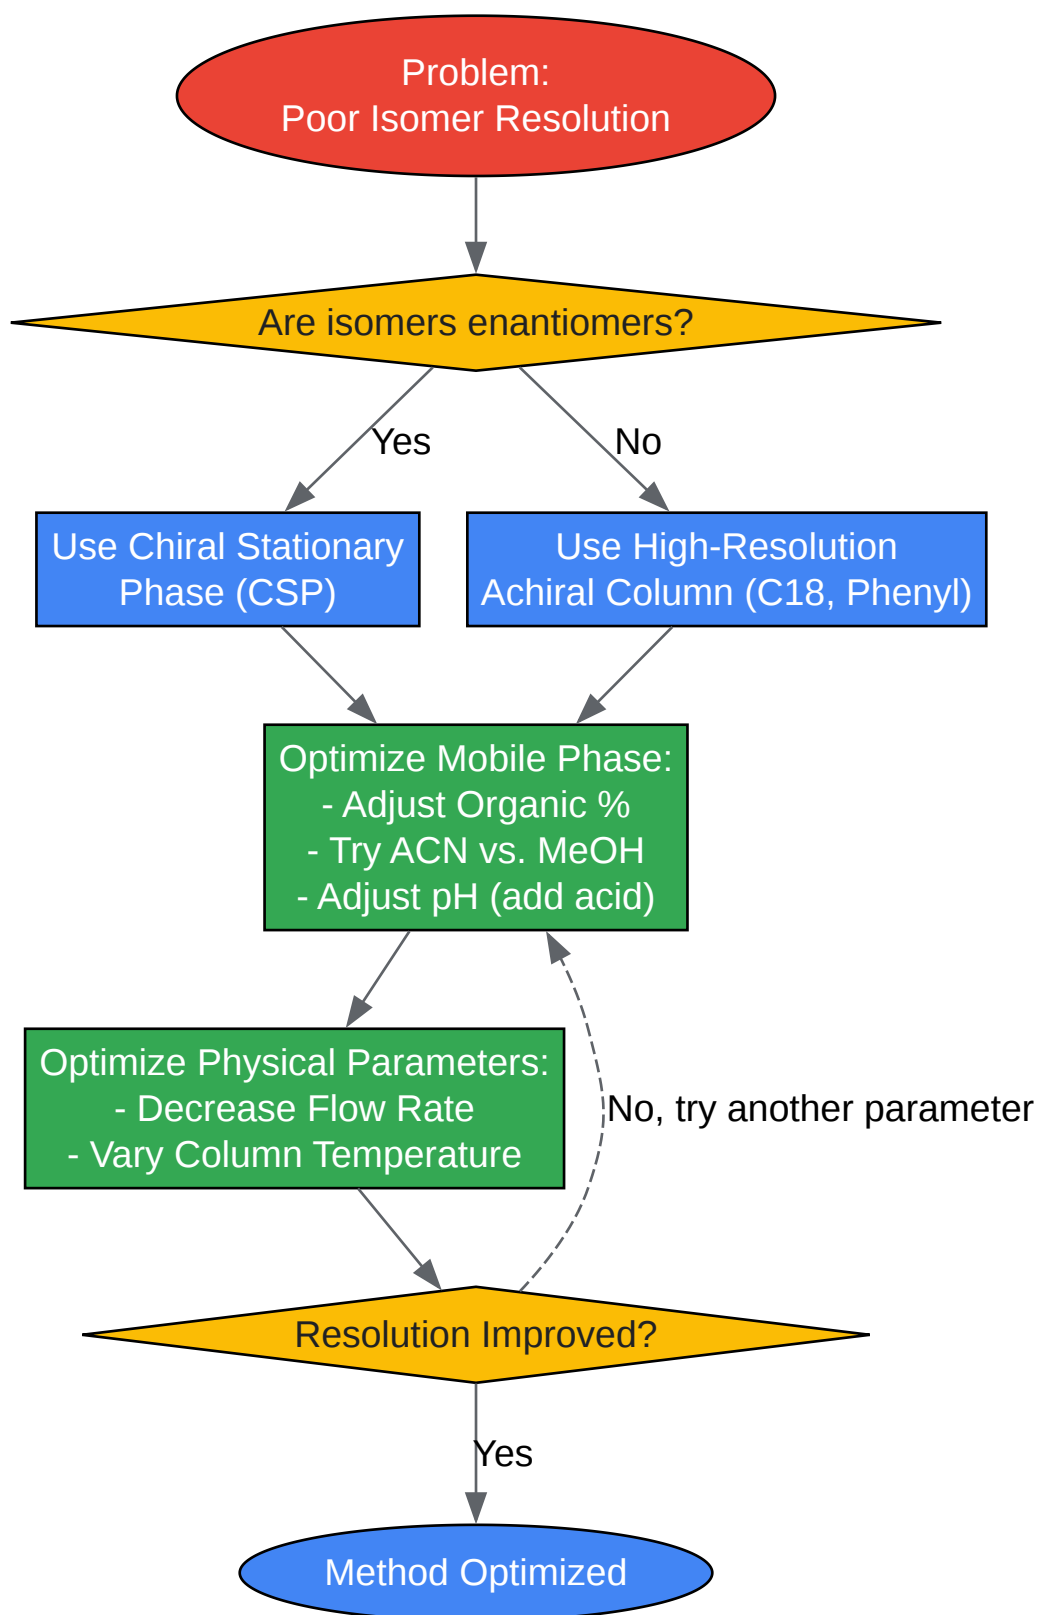 Problem:
Poor Isomer Resolution
Are isomers enantiomers?
Yes
No
Use Chiral Stationary
Phase (CSP)
Use High-Resolution
Achiral Column (C18, Phenyl)
Optimize Mobile Phase:
- Adjust Organic %
- Try ACN vs. MeOH
- Adjust pH (add acid)
Optimize Physical Parameters:
- Decrease Flow Rate
- Vary Column Temperature
No, try another parameter
Resolution Improved?
Yes
Method Optimized